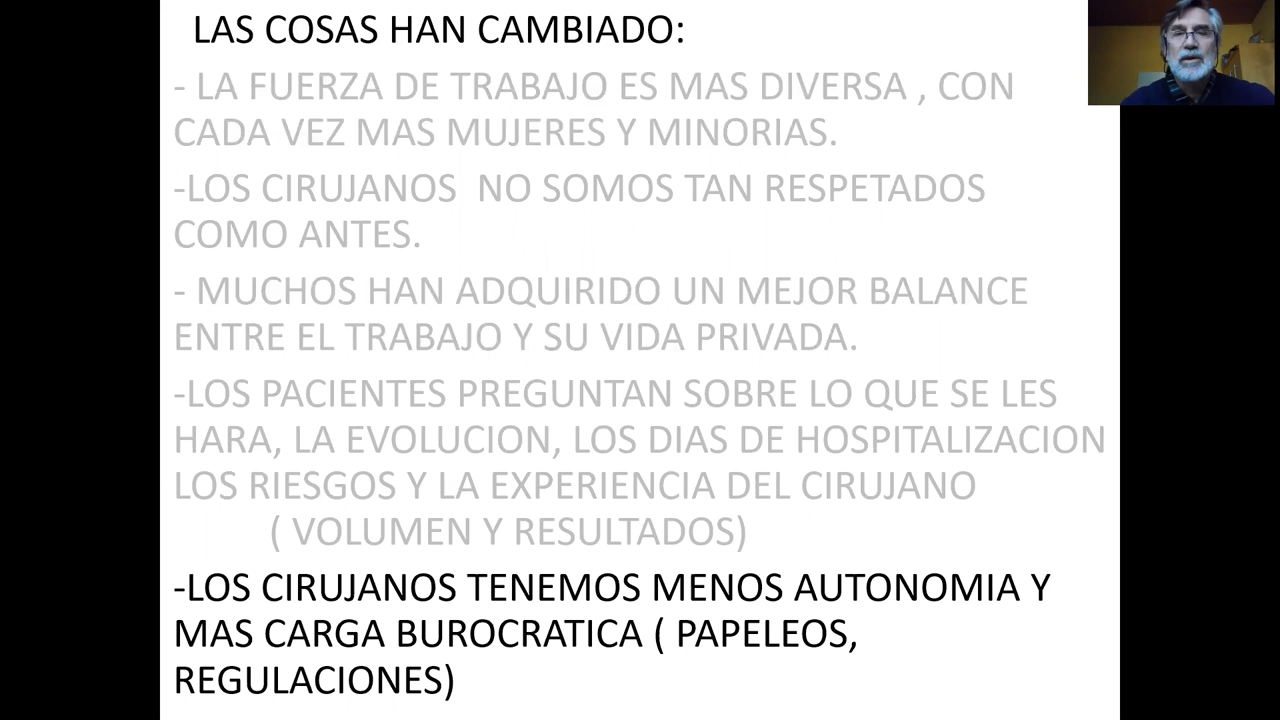 LAS COSAS HAN CAMBIADO:
- LA FUERZA DE TRABAJO ES MAS DIVERSA , CON
CADA VEZ MAS MUJERES Y MINORIAS.
-LOS CIRUJANOS  NO SOMOS TAN RESPETADOS
COMO ANTES.
- MUCHOS HAN ADQUIRIDO UN MEJOR BALANCE
ENTRE EL TRABAJO Y SU VIDA PRIVADA.
-LOS PACIENTES PREGUNTAN SOBRE LO QUE SE LES
HARA, LA EVOLUCION, LOS DIAS DE HOSPITALIZACION
LOS RIESGOS Y LA EXPERIENCIA DEL CIRUJANO
( VOLUMEN Y RESULTADOS)
-LOS CIRUJANOS TENEMOS MENOS AUTONOMIA Y
MAS CARGA BUROCRATICA ( PAPELEOS,
REGULACIONES)